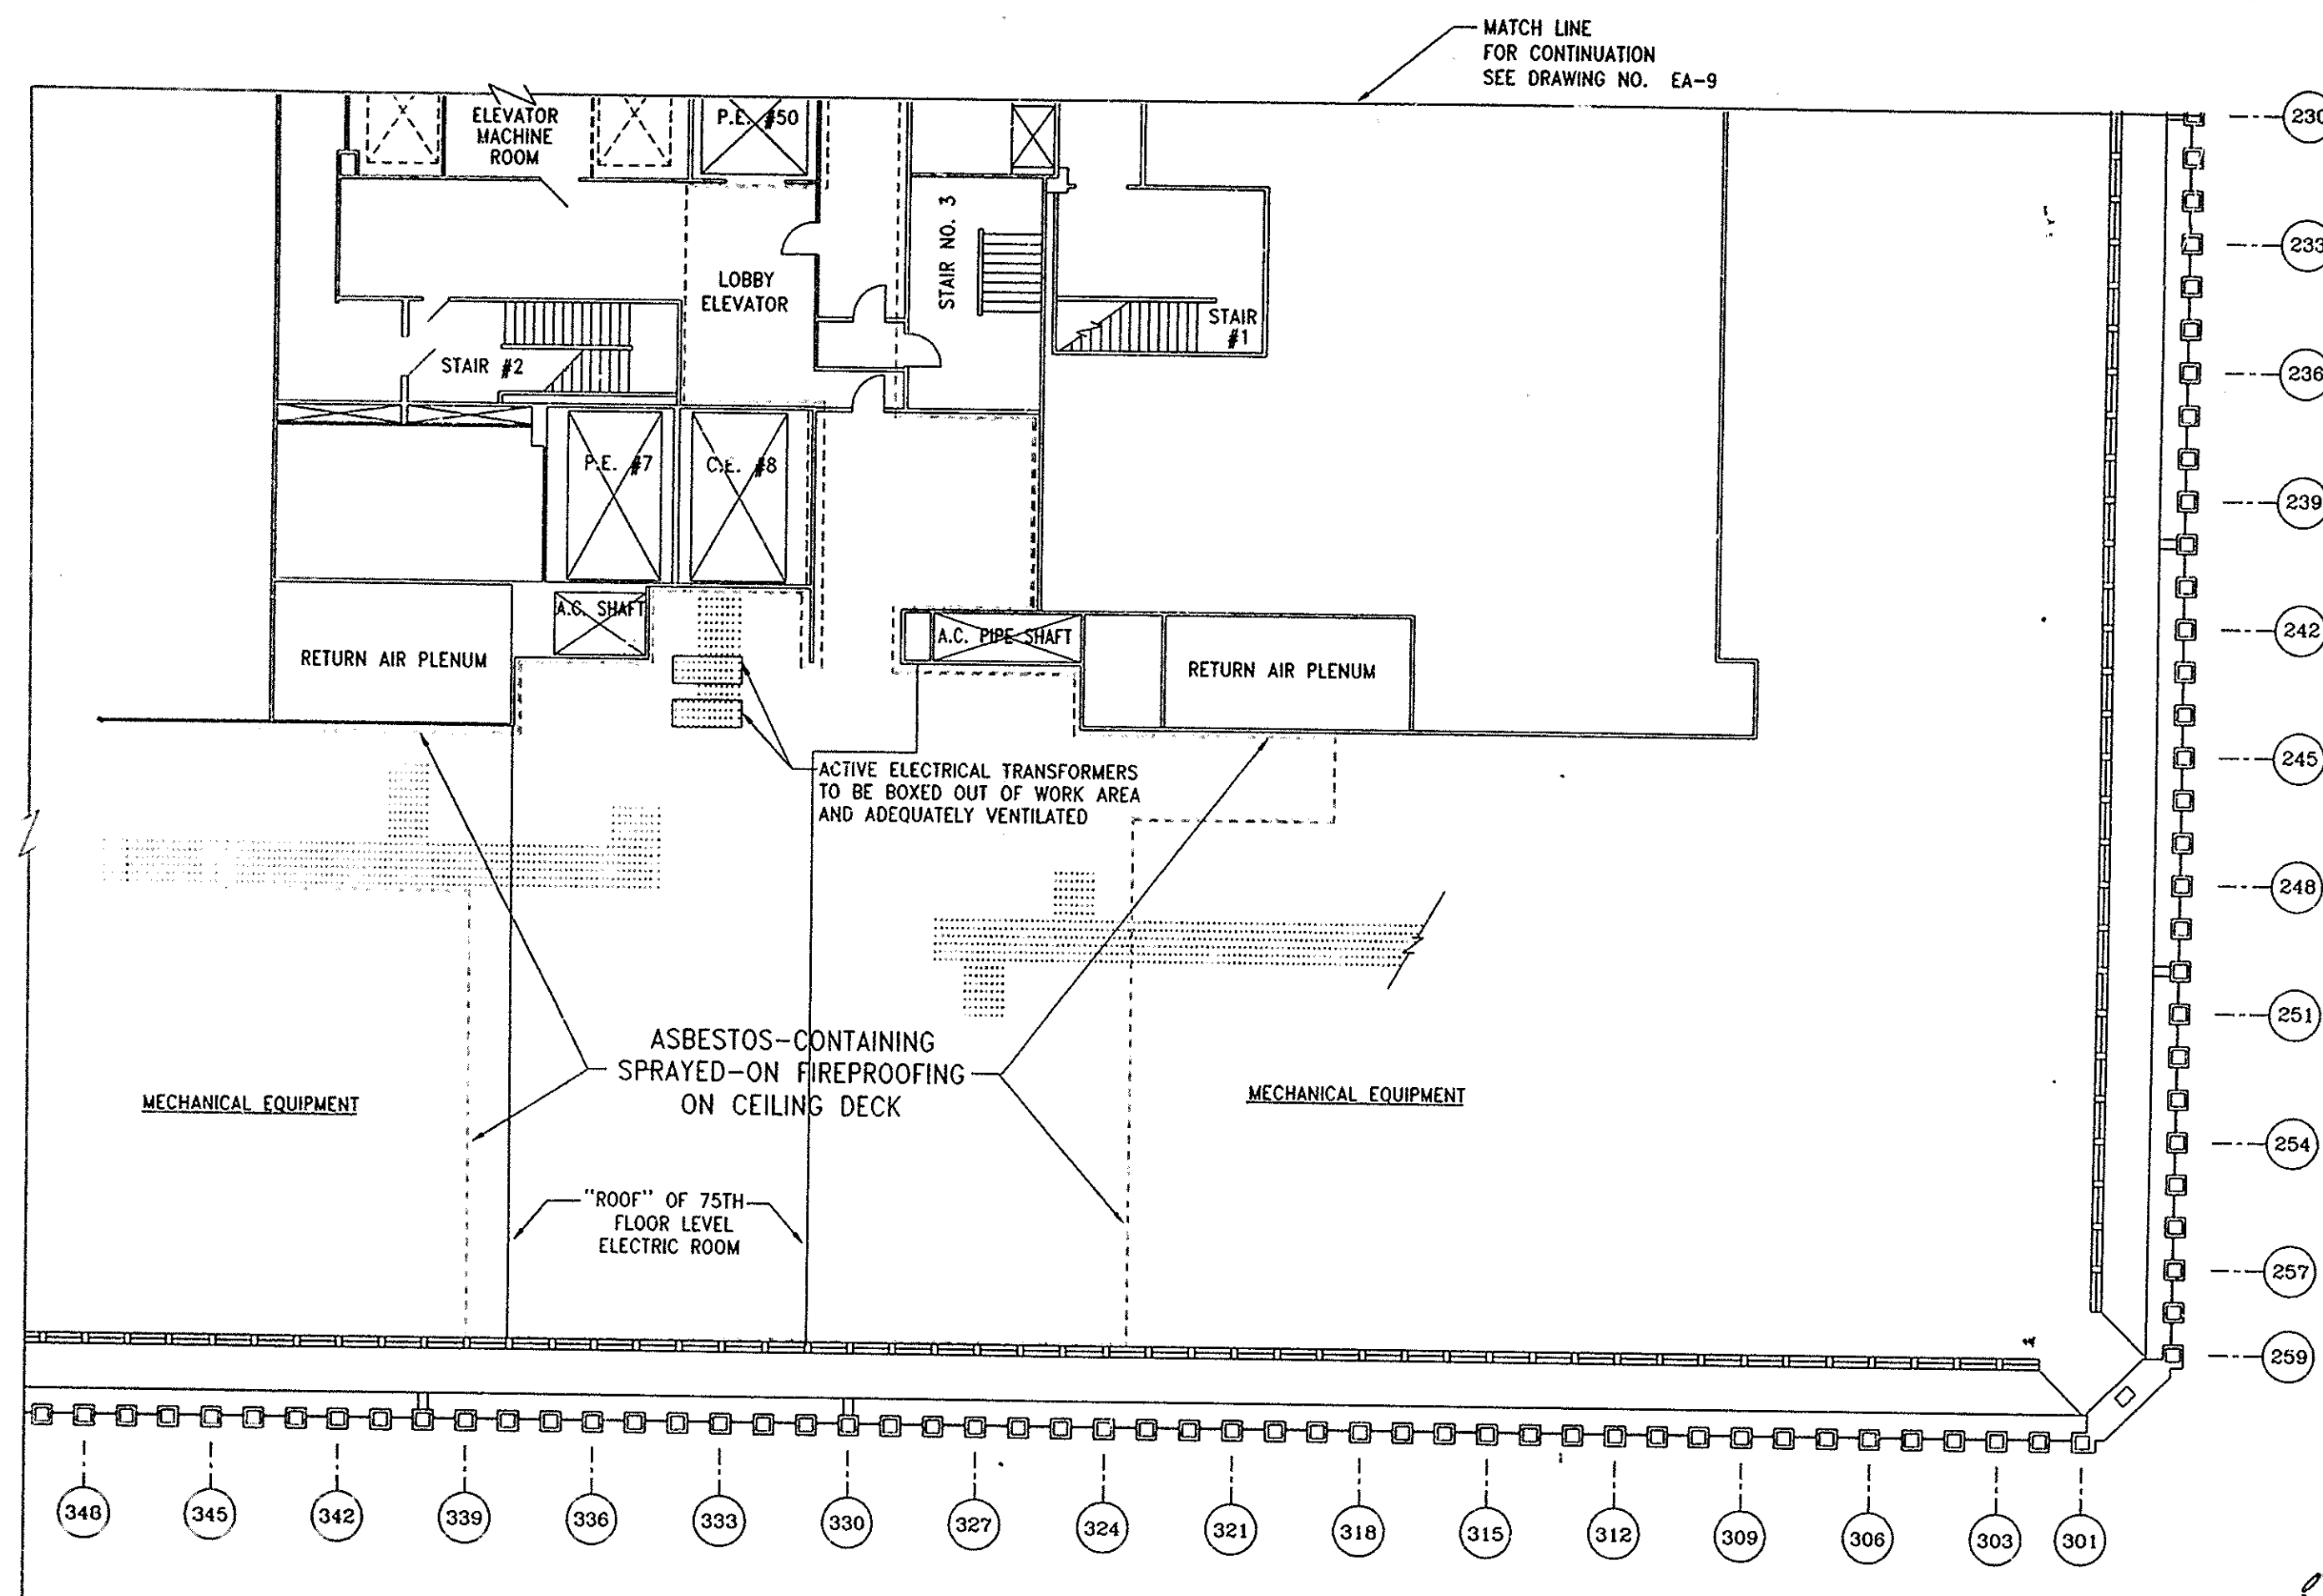 MATCH LINE
FOR CONTINUATION
SEE DRAWING NO. EA-9
ELEVATOR
MACHINE
ROOM
P.E. #50
STAIR NO. 3
LOBBY
ELEVATOR
STAIR
#1
STAIR #2
P.E. #7
C.E. #8
A.C. SHAFT
A.C. PIPE SHAFT
RETURN AIR PLENUM
RETURN AIR PLENUM
ACTIVE ELECTRICAL TRANSFORMERS
TO BE BOXED OUT OF WORK AREA
AND ADEQUATELY VENTILATED
ASBESTOS-CONTAINING
SPRAYED-ON FIREPROOFING
ON CEILING DECK
MECHANICAL EQUIPMENT
MECHANICAL EQUIPMENT
"ROOF" OF 75TH
FLOOR LEVEL
ELECTRIC ROOM
230
233
236
239
242
245
248
251
254
257
259
348
345
342
339
336
333
330
327
324
321
318
315
312
309
306
303
301